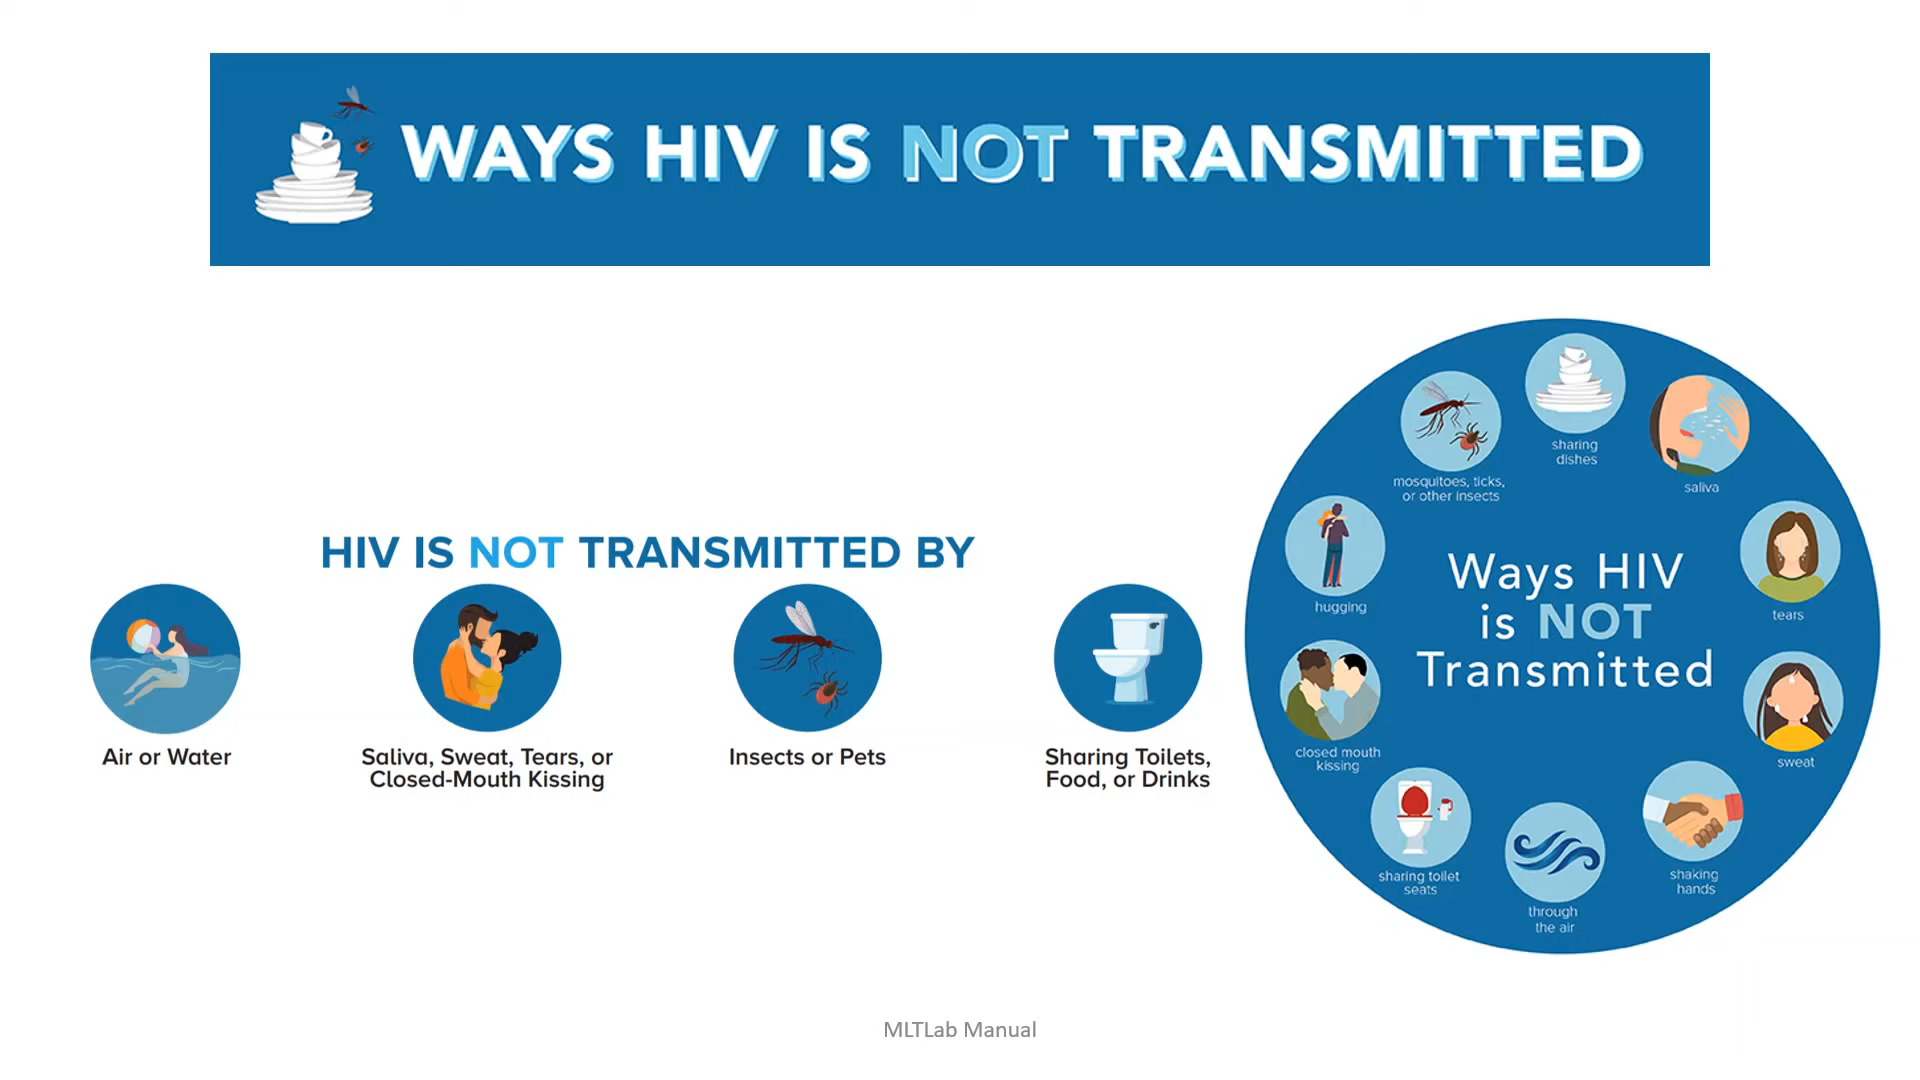 WAYS HIV IS NOT TRANSMITTED
HIV IS NOT TRANSMITTED BY
Air or Water
Saliva, Sweat, Tears, or
Closed-Mouth Kissing
Insects or Pets
Sharing Toilets,
Food, or Drinks
Ways HIV
is NOT
Transmitted
sharing
dishes
saliva
tears
sweat
shaking
hands
through
the air
sharing toilet
seats
closed mouth
kissing
hugging
mosquitoes, ticks,
or other insects
MLTLab Manual